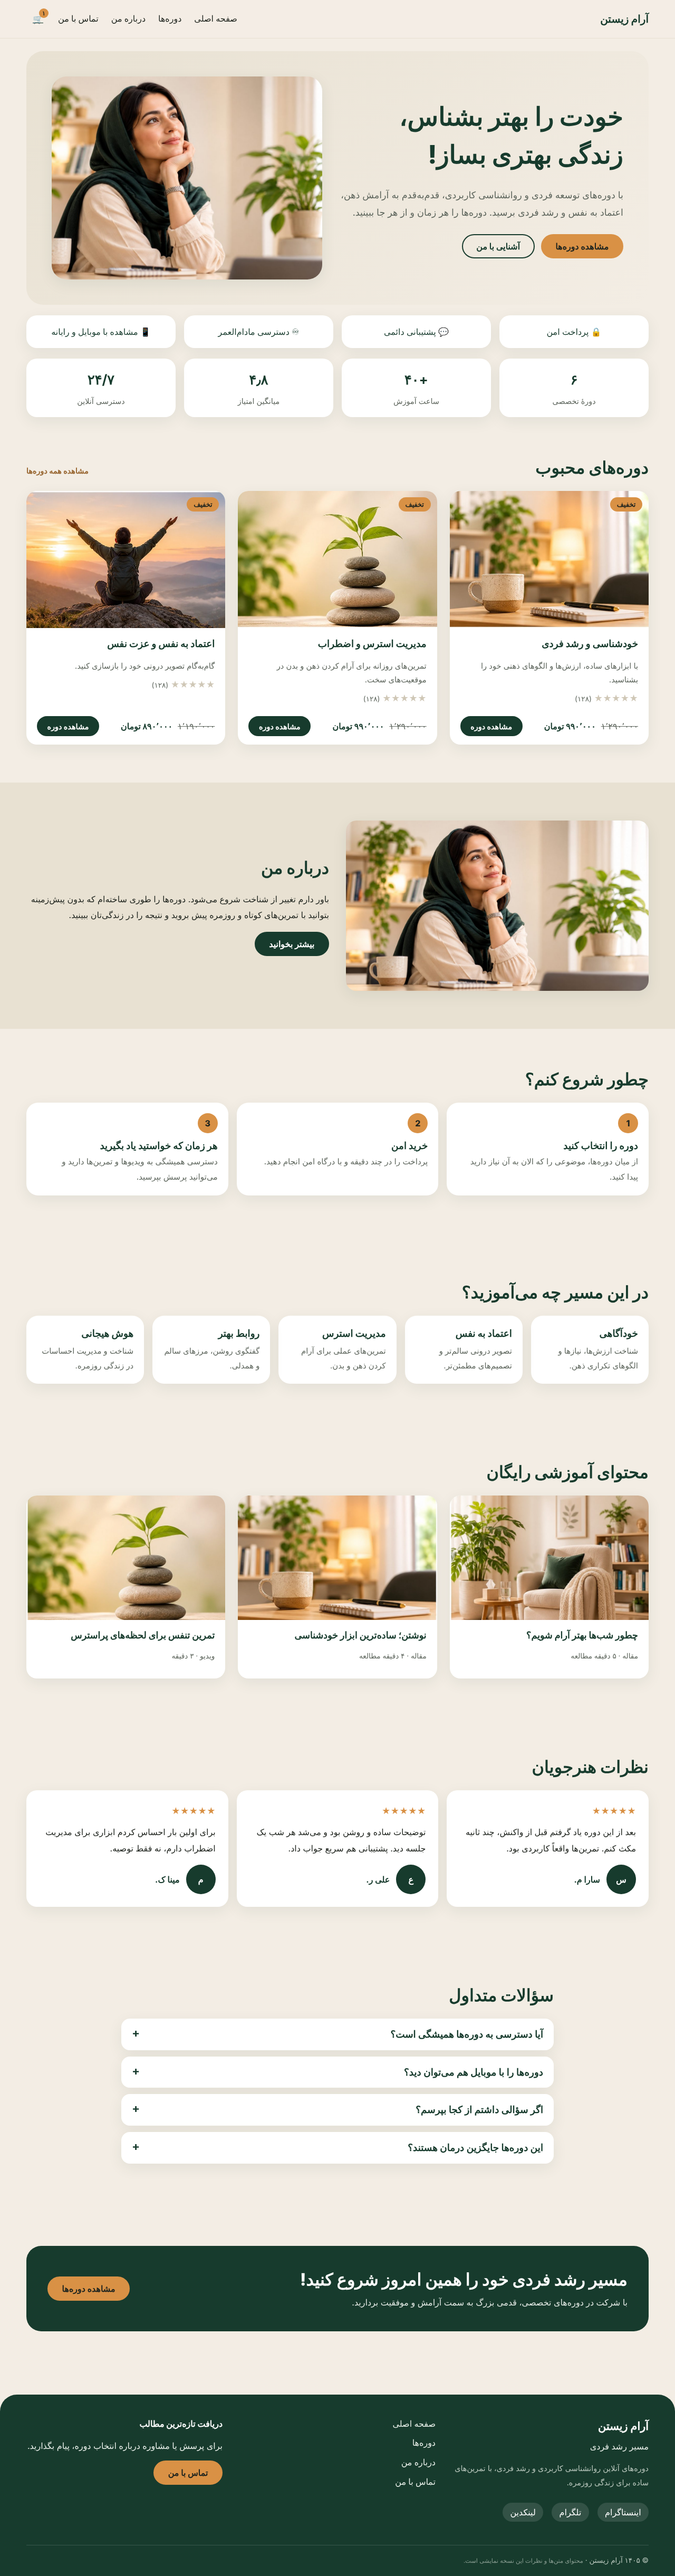 آرام زیستن
صفحه اصلی
دوره‌ها
درباره من
تماس با من
۱
خودت را بهتر بشناس،
زندگی بهتری بساز!
با دوره‌های توسعه فردی و روانشناسی کاربردی، قدم‌به‌قدم به آرامش ذهن،
اعتماد به نفس و رشد فردی برسید. دوره‌ها را هر زمان و از هر جا ببینید.
مشاهده دوره‌ها
آشنایی با من
🔒 پرداخت امن
💬 پشتیبانی دائمی
♾ دسترسی مادام‌العمر
📱 مشاهده با موبایل و رایانه
۶
دورهٔ تخصصی
+۴۰
ساعت آموزش
۴٫۸
میانگین امتیاز
۲۴/۷
دسترسی آنلاین
دوره‌های محبوب
مشاهده همه دوره‌ها
تخفیف
خودشناسی و رشد فردی
با ابزارهای ساده، ارزش‌ها و الگوهای ذهنی خود را
بشناسید.
★★★★★ (۱۲۸)
۱٬۲۹۰٬۰۰۰ ۹۹۰٬۰۰۰ تومان
مشاهده دوره
تخفیف
مدیریت استرس و اضطراب
تمرین‌های روزانه برای آرام کردن ذهن و بدن در
موقعیت‌های سخت.
★★★★★ (۱۲۸)
۱٬۲۹۰٬۰۰۰ ۹۹۰٬۰۰۰ تومان
مشاهده دوره
تخفیف
اعتماد به نفس و عزت نفس
گام‌به‌گام تصویر درونی خود را بازسازی کنید.
★★★★★ (۱۲۸)
۱٬۱۹۰٬۰۰۰ ۸۹۰٬۰۰۰ تومان
مشاهده دوره
درباره من
باور دارم تغییر از شناخت شروع می‌شود. دوره‌ها را طوری ساخته‌ام که بدون پیش‌زمینه
بتوانید با تمرین‌های کوتاه و روزمره پیش بروید و نتیجه را در زندگی‌تان ببینید.
بیشتر بخوانید
چطور شروع کنم؟
1
دوره را انتخاب کنید
از میان دوره‌ها، موضوعی را که الان به آن نیاز دارید
پیدا کنید.
2
خرید امن
پرداخت را در چند دقیقه و با درگاه امن انجام دهید.
3
هر زمان که خواستید یاد بگیرید
دسترسی همیشگی به ویدیوها و تمرین‌ها دارید و
می‌توانید پرسش بپرسید.
در این مسیر چه می‌آموزید؟
خودآگاهی
شناخت ارزش‌ها، نیازها و
الگوهای تکراری ذهن.
اعتماد به نفس
تصویر درونی سالم‌تر و
تصمیم‌های مطمئن‌تر.
مدیریت استرس
تمرین‌های عملی برای آرام
کردن ذهن و بدن.
روابط بهتر
گفتگوی روشن، مرزهای سالم
و همدلی.
هوش هیجانی
شناخت و مدیریت احساسات
در زندگی روزمره.
محتوای آموزشی رایگان
چطور شب‌ها بهتر آرام شویم؟
مقاله · ۵ دقیقه مطالعه
نوشتن؛ ساده‌ترین ابزار خودشناسی
مقاله · ۴ دقیقه مطالعه
تمرین تنفس برای لحظه‌های پراسترس
ویدیو · ۳ دقیقه
نظرات هنرجویان
★★★★★
بعد از این دوره یاد گرفتم قبل از واکنش، چند ثانیه
مکث کنم. تمرین‌ها واقعاً کاربردی بود.
س
سارا م.
★★★★★
توضیحات ساده و روشن بود و می‌شد هر شب یک
جلسه دید. پشتیبانی هم سریع جواب داد.
ع
علی ر.
★★★★★
برای اولین بار احساس کردم ابزاری برای مدیریت
اضطراب دارم، نه فقط توصیه.
م
مینا ک.
سؤالات متداول
آیا دسترسی به دوره‌ها همیشگی است؟ +
دوره‌ها را با موبایل هم می‌توان دید؟ +
اگر سؤالی داشتم از کجا بپرسم؟ +
این دوره‌ها جایگزین درمان هستند؟ +
مسیر رشد فردی خود را همین امروز شروع کنید!
با شرکت در دوره‌های تخصصی، قدمی بزرگ به سمت آرامش و موفقیت بردارید.
مشاهده دوره‌ها
آرام زیستن
مسیر رشد فردی
دوره‌های آنلاین روانشناسی کاربردی و رشد فردی، با تمرین‌های
ساده برای زندگی روزمره.
اینستاگرام
تلگرام
لینکدین
صفحه اصلی
دوره‌ها
درباره من
تماس با من
دریافت تازه‌ترین مطالب
برای پرسش یا مشاوره درباره انتخاب دوره، پیام بگذارید.
تماس با من
© ۱۴۰۵ آرام زیستن · محتوای متن‌ها و نظرات این نسخه نمایشی است.